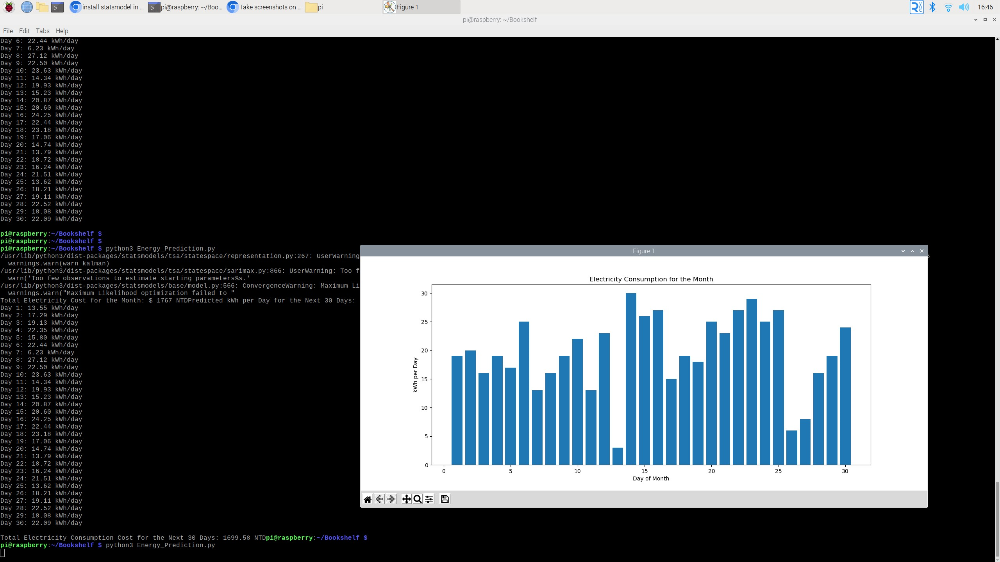 install statsmodel in ...
pi@raspberry: ~/Boo...
Take screenshots on ...
pi
Figure 1
16:46
pi@raspberry: ~/Bookshelf
File Edit Tabs Help
Day 6: 22.44 kWh/day
Day 7: 6.23 kWh/day
Day 8: 27.12 kWh/day
Day 9: 22.50 kWh/day
Day 10: 23.63 kWh/day
Day 11: 14.34 kWh/day
Day 12: 19.93 kWh/day
Day 13: 15.23 kWh/day
Day 14: 20.87 kWh/day
Day 15: 20.60 kWh/day
Day 16: 24.25 kWh/day
Day 17: 22.44 kWh/day
Day 18: 23.18 kWh/day
Day 19: 17.06 kWh/day
Day 20: 14.74 kWh/day
Day 21: 13.79 kWh/day
Day 22: 18.72 kWh/day
Day 23: 16.24 kWh/day
Day 24: 21.51 kWh/day
Day 25: 13.62 kWh/day
Day 26: 18.21 kWh/day
Day 27: 19.11 kWh/day
Day 28: 22.52 kWh/day
Day 29: 18.08 kWh/day
Day 30: 22.09 kWh/day
pi@raspberry:~/Bookshelf $
pi@raspberry:~/Bookshelf $
pi@raspberry:~/Bookshelf $ python3 Energy_Prediction.py
/usr/lib/python3/dist-packages/statsmodels/tsa/statespace/representation.py:267: UserWarning
warnings.warn(warn_kalman)
/usr/lib/python3/dist-packages/statsmodels/tsa/statespace/sarimax.py:866: UserWarning: Too f
warn('Too few observations to estimate starting parameters%s.'
/usr/lib/python3/dist-packages/statsmodels/base/model.py:566: ConvergenceWarning: Maximum Li
warnings.warn("Maximum Likelihood optimization failed to "
Total Electricity Cost for the Month: $ 1767 NTDPredicted kWh per Day for the Next 30 Days:
Day 1: 13.55 kWh/day
Day 2: 17.29 kWh/day
Day 3: 19.13 kWh/day
Day 4: 22.35 kWh/day
Day 5: 15.80 kWh/day
Day 6: 22.44 kWh/day
Day 7: 6.23 kWh/day
Day 8: 27.12 kWh/day
Day 9: 22.50 kWh/day
Day 10: 23.63 kWh/day
Day 11: 14.34 kWh/day
Day 12: 19.93 kWh/day
Day 13: 15.23 kWh/day
Day 14: 20.87 kWh/day
Day 15: 20.60 kWh/day
Day 16: 24.25 kWh/day
Day 17: 22.44 kWh/day
Day 18: 23.18 kWh/day
Day 19: 17.06 kWh/day
Day 20: 14.74 kWh/day
Day 21: 13.79 kWh/day
Day 22: 18.72 kWh/day
Day 23: 16.24 kWh/day
Day 24: 21.51 kWh/day
Day 25: 13.62 kWh/day
Day 26: 18.21 kWh/day
Day 27: 19.11 kWh/day
Day 28: 22.52 kWh/day
Day 29: 18.08 kWh/day
Day 30: 22.09 kWh/day
Total Electricity Consumption Cost for the Next 30 Days: 1699.58 NTDpi@raspberry:~/Bookshelf $
pi@raspberry:~/Bookshelf $ python3 Energy_Prediction.py
Figure 1
Electricity Consumption for the Month
30
25
20
15
10
5
0
kWh per Day
0 5 10 15 20 25 30
Day of Month